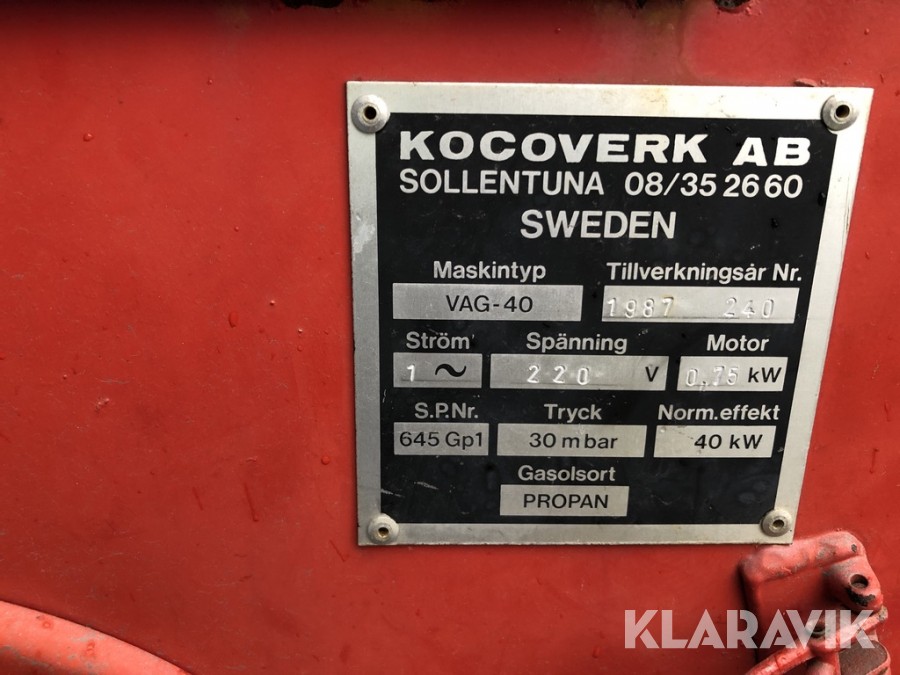 KOCOVERK AB
SOLLENTUNA 08/35 26 60
SWEDEN
Maskintyp Tillverkningsår Nr.
VAG-40 1987 240
Ström Spänning Motor
1 ~ 220 V 0,75 kW
S.P.Nr. Tryck Norm.effekt
645 Gp1 30 mbar 40 kW
Gasolsort
PROPAN
KLARAVIK
KLARAVIK